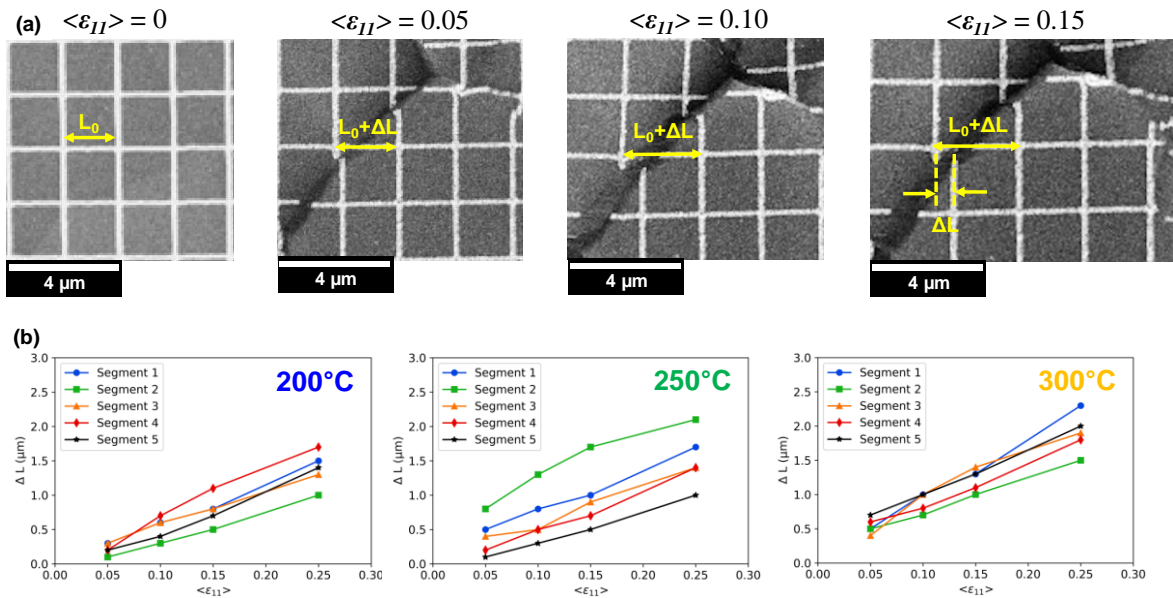 (a) <ε11> = 0 <ε11> = 0.05 <ε11> = 0.10 <ε11> = 0.15
L0 L0+ΔL L0+ΔL L0+ΔL
ΔL
4 µm 4 µm 4 µm 4 µm
(b)
3.0
2.5
2.0
1.5
1.0
0.5
0.0
Δ L (µm)
Segment 1
Segment 2
Segment 3
Segment 4
Segment 5
200°C
0.00 0.05 0.10 0.15 0.20 0.25 0.30
<ε11>
3.0
2.5
2.0
1.5
1.0
0.5
0.0
Δ L (µm)
Segment 1
Segment 2
Segment 3
Segment 4
Segment 5
250°C
0.00 0.05 0.10 0.15 0.20 0.25 0.30
<ε11>
3.0
2.5
2.0
1.5
1.0
0.5
0.0
Δ L (µm)
Segment 1
Segment 2
Segment 3
Segment 4
Segment 5
300°C
0.00 0.05 0.10 0.15 0.20 0.25 0.30
<ε11>